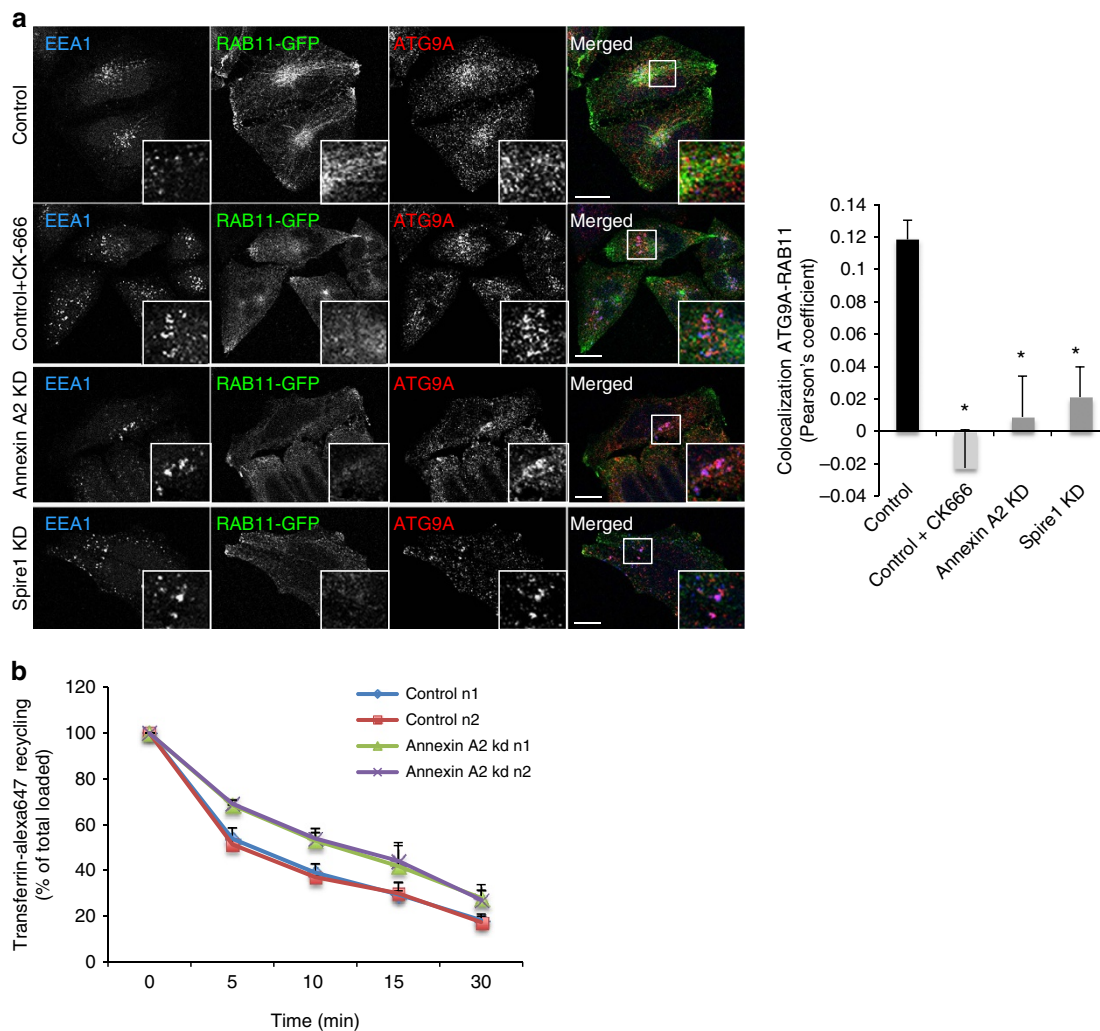 a
EEA1 RAB11-GFP ATG9A Merged
Control
EEA1 RAB11-GFP ATG9A Merged
Control+CK-666
EEA1 RAB11-GFP ATG9A Merged
Annexin A2 KD
EEA1 RAB11-GFP ATG9A Merged
Spire1 KD
Colocalization ATG9A-RAB11
(Pearson's coefficient)
0.14
0.12
0.1
0.08
0.06
0.04
0.02
0
–0.02
–0.04
* * *
Control
Control + CK666
Annexin A2 KD
Spire1 KD
b
Transferrin-alexa647 recycling
(% of total loaded)
120
100
80
60
40
20
0
Control n1
Control n2
Annexin A2 kd n1
Annexin A2 kd n2
0 5 10 15 30
Time (min)